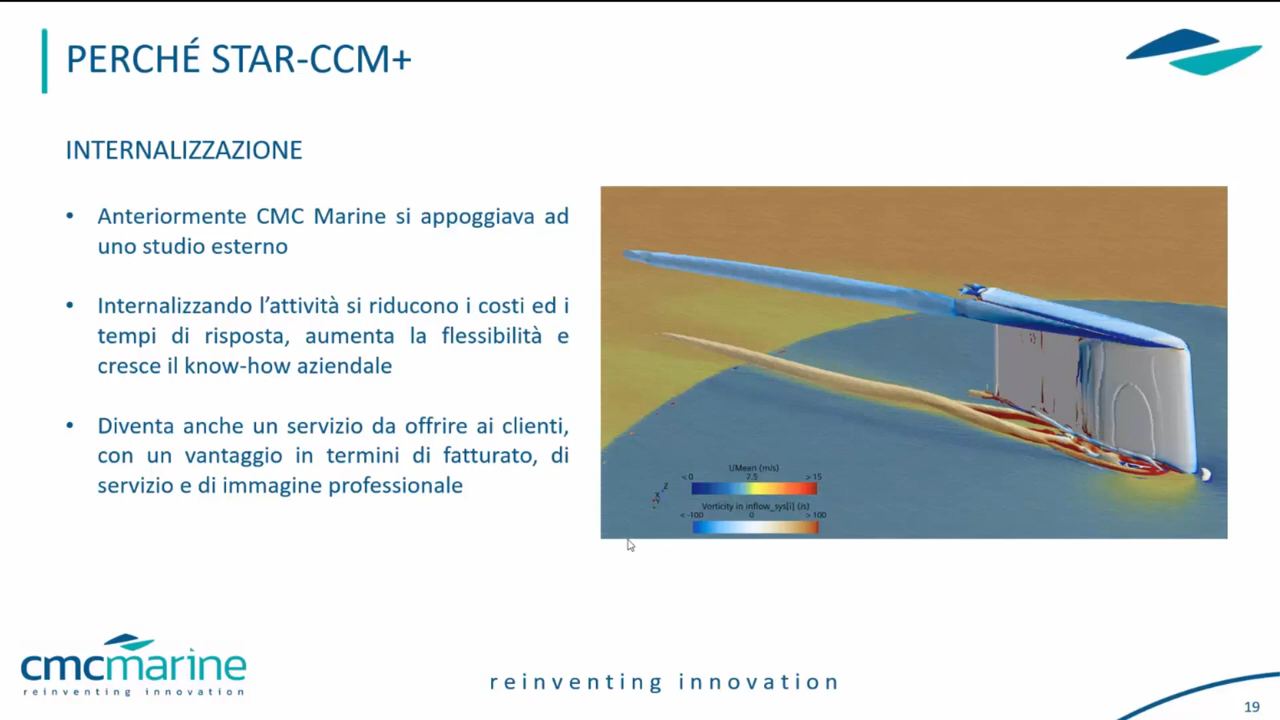 PERCHÉ STAR-CCM+
INTERNALIZZAZIONE
• Anteriormente CMC Marine si appoggiava ad
uno studio esterno
• Internalizzando l’attività si riducono i costi ed i
tempi di risposta, aumenta la flessibilità e
cresce il know-how aziendale
• Diventa anche un servizio da offrire ai clienti,
con un vantaggio in termini di fatturato, di
servizio e di immagine professionale
UMean (m/s)
< 0 7.5 > 15
Vorticity in inflow_sys[i] (/s)
< -100 0 > 100
cmcmarine
reinventing innovation
reinventing innovation
19